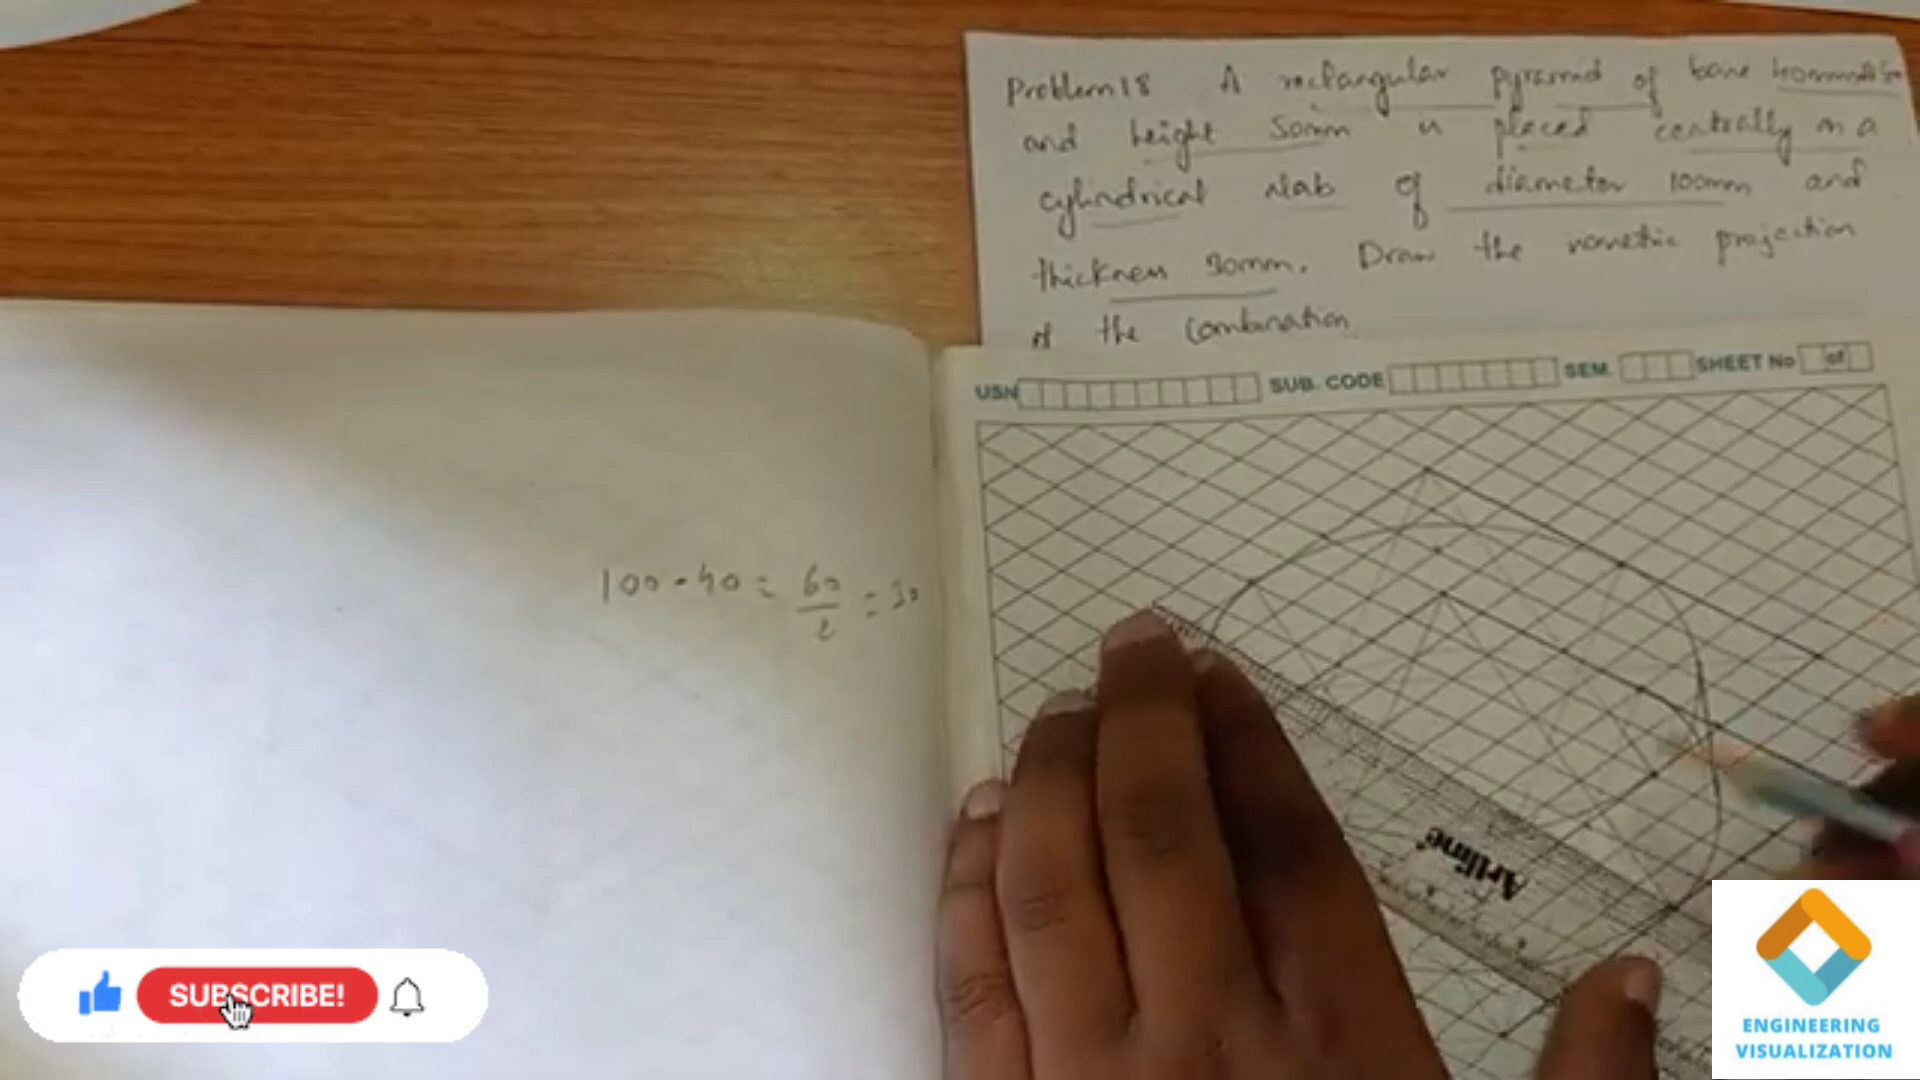 Problem 18 A rectangular pyramid of base
and height 50mm is placed centrally on a
cylindrical slab of diameter 100mm and
thickness 30mm. Draw the isometric projection
of the combination.
USN SUB. CODE SEM. SHEET No of
100 - 40 = 60/2 = 30
Artline
SUBSCRIBE!
ENGINEERING
VISUALIZATION